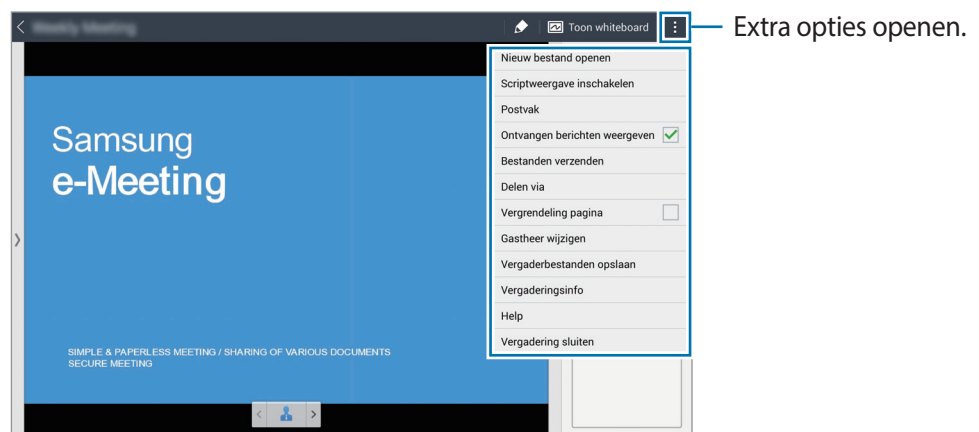 Toon whiteboard
Extra opties openen.
Nieuw bestand openen
Scriptweergave inschakelen
Postvak
Ontvangen berichten weergeven
Bestanden verzenden
Delen via
Vergrendeling pagina
Gastheer wijzigen
Vergaderbestanden opslaan
Vergaderingsinfo
Help
Vergadering sluiten
Samsung
e-Meeting
SIMPLE & PAPERLESS MEETING / SHARING OF VARIOUS DOCUMENTS
SECURE MEETING